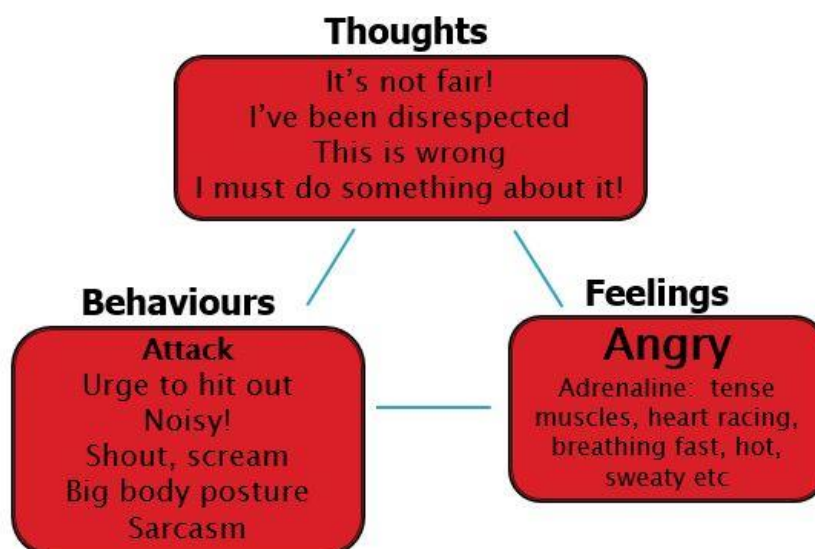 Thoughts
It's not fair!
I've been disrespected
This is wrong
I must do something about it!
Behaviours
Attack
Urge to hit out
Noisy!
Shout, scream
Big body posture
Sarcasm
Feelings
Angry
Adrenaline: tense
muscles, heart racing,
breathing fast, hot,
sweaty etc